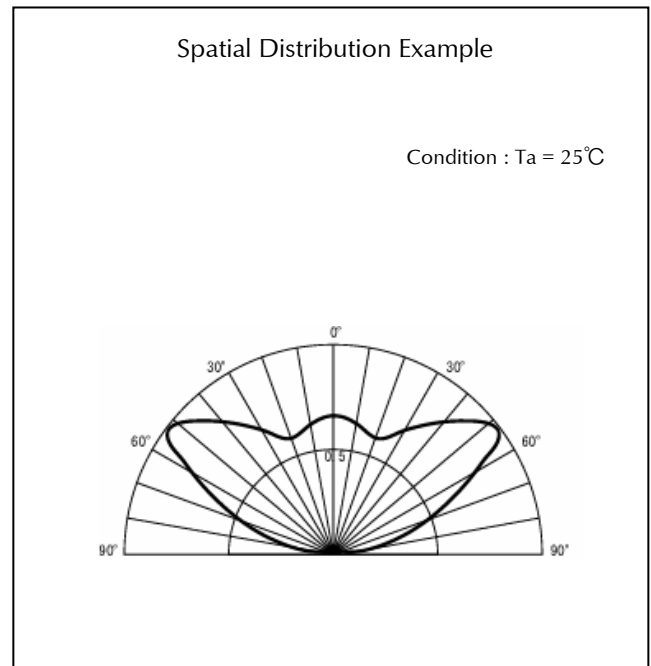 Spatial Distribution Example
Condition : Ta = 25℃
0°
30° 30°
60° 60°
0.5
90° 90°